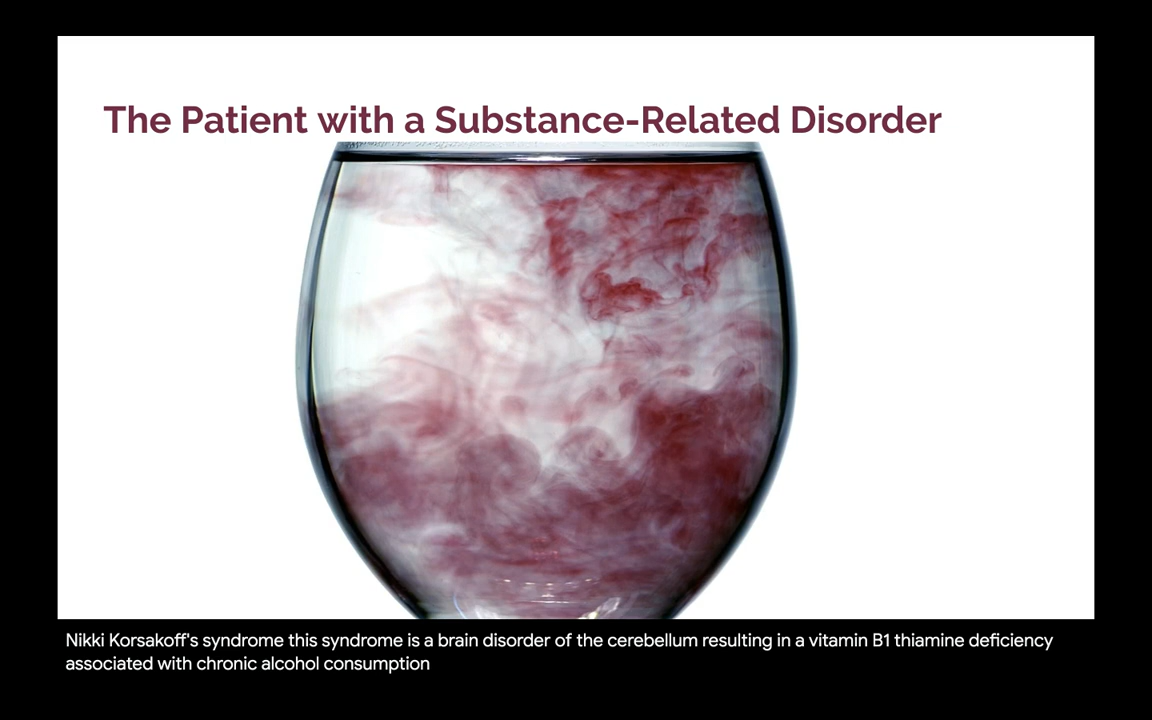 The Patient with a Substance-Related Disorder
Nikki Korsakoff's syndrome this syndrome is a brain disorder of the cerebellum resulting in a vitamin B1 thiamine deficiency
associated with chronic alcohol consumption